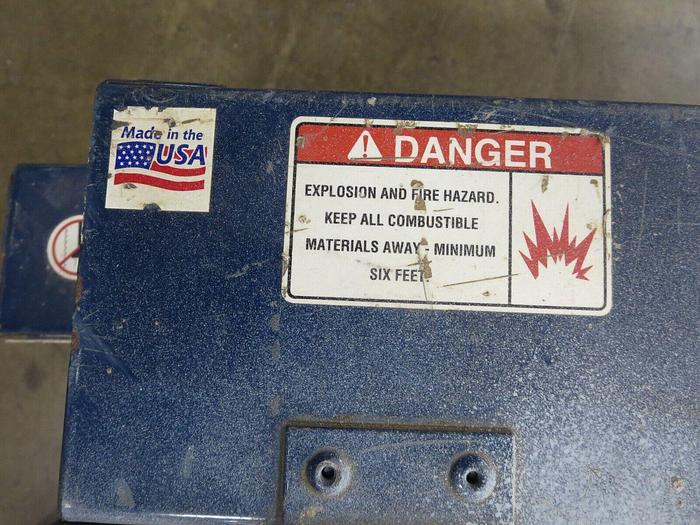 Made in the
USA
DANGER
EXPLOSION AND FIRE HAZARD.
KEEP ALL COMBUSTIBLE
MATERIALS AWAY - MINIMUM
SIX FEET.